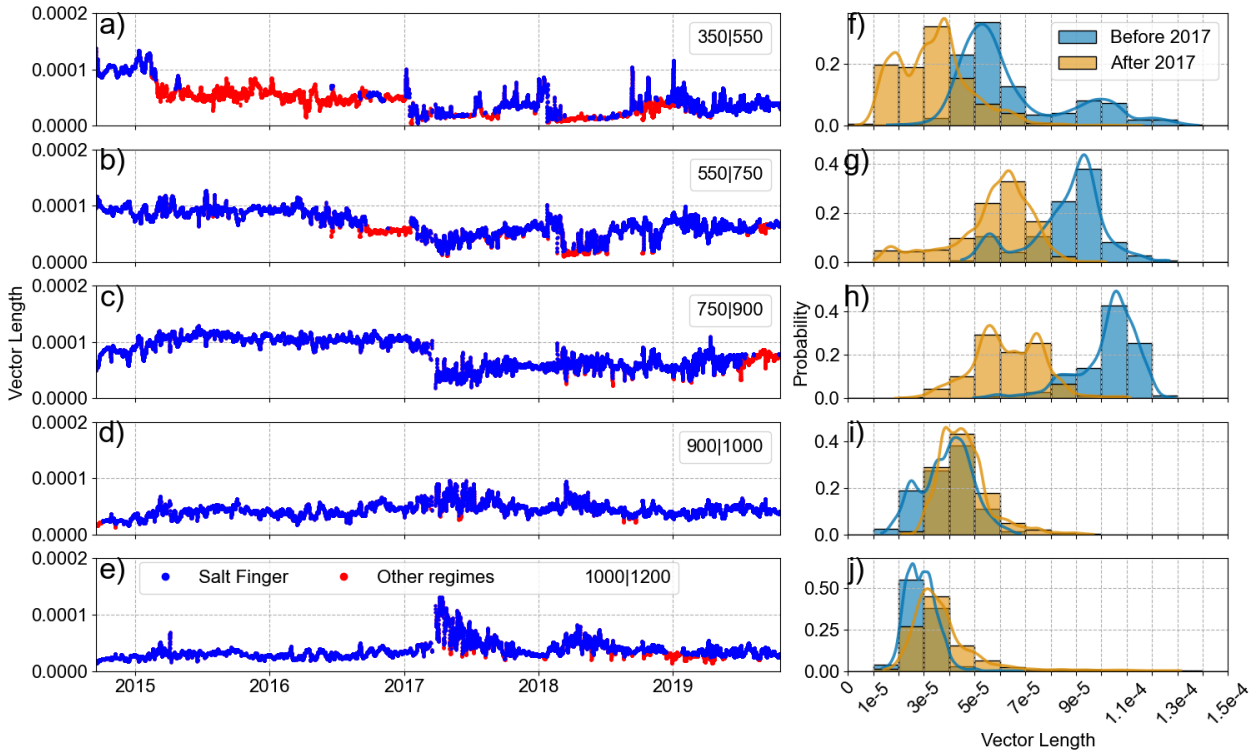 a)
0.0002
0.0001
0.0000
350|550
b)
0.0002
0.0001
0.0000
550|750
c)
0.0002
0.0001
0.0000
750|900
d)
0.0002
0.0001
0.0000
900|1000
e)
0.0002
0.0001
0.0000
Salt Finger
Other regimes
1000|1200
2015
2016
2017
2018
2019
Vector Length
f)
0.2
0.0
Before 2017
After 2017
g)
0.4
0.2
0.0
h)
0.4
0.2
0.0
i)
0.4
0.2
0.0
j)
0.50
0.25
0.00
0
1e-5
3e-5
5e-5
7e-5
9e-5
1.1e-4
1.3e-4
1.5e-4
Probability
Vector Length